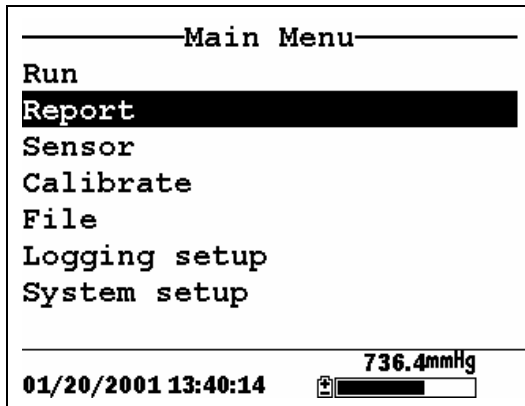 Main Menu
Run
Report
Sensor
Calibrate
File
Logging setup
System setup
736.4mmHg
01/20/2001 13:40:14